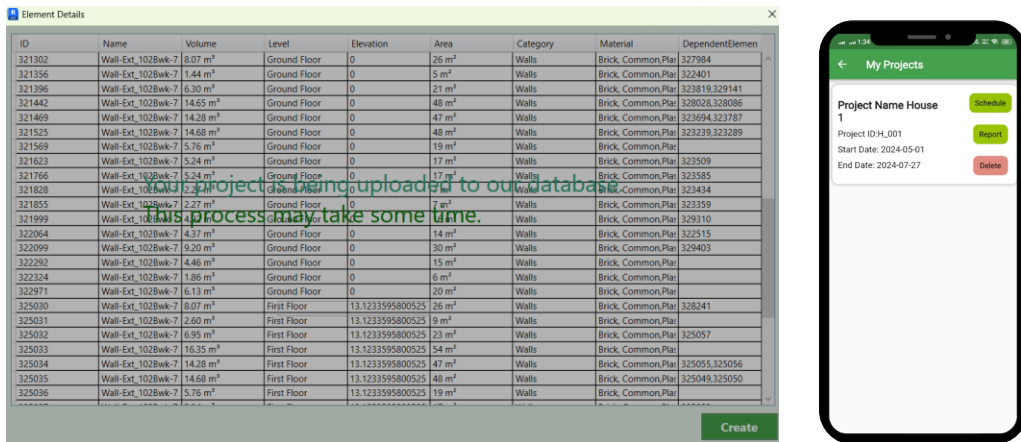 Element Details
ID Name Volume Level Elevation Area Category Material DependentElemen
321302 Wall-Ext_102Bwk-7 8.07 m³ Ground Floor 0 26 m² Walls Brick, Common,Plas 327984
321356 Wall-Ext_102Bwk-7 1.44 m³ Ground Floor 0 5 m² Walls Brick, Common,Plas 322401
321396 Wall-Ext_102Bwk-7 6.30 m³ Ground Floor 0 21 m² Walls Brick, Common,Plas 323819,329141
321442 Wall-Ext_102Bwk-7 14.65 m³ Ground Floor 0 48 m² Walls Brick, Common,Plas 328028,328086
321469 Wall-Ext_102Bwk-7 14.28 m³ Ground Floor 0 47 m² Walls Brick, Common,Plas 323694,323787
321525 Wall-Ext_102Bwk-7 14.68 m³ Ground Floor 0 48 m² Walls Brick, Common,Plas 323239,323289
321569 Wall-Ext_102Bwk-7 5.76 m³ Ground Floor 0 19 m² Walls Brick, Common,Plas
321623 Wall-Ext_102Bwk-7 5.24 m³ Ground Floor 0 17 m² Walls Brick, Common,Plas 323509
321766 Wall-Ext_102Bwk-7 5.24 m³ Ground Floor 0 17 m² Walls Brick, Common,Plas 323585
Your project is being uploaded to our database.
321828 Ground Floor Walls Brick, Common,Plas 323434
321855 Wall-Ext_102Bwk-7 2.27 m³ Ground Floor 0 7 m² Walls Brick, Common,Plas 323359
This process may take some time.
321999 Ground Floor Walls Brick, Common,Plas 329310
322064 Wall-Ext_102Bwk-7 4.37 m³ Ground Floor 0 14 m² Walls Brick, Common,Plas 322515
322099 Wall-Ext_102Bwk-7 9.20 m³ Ground Floor 0 30 m² Walls Brick, Common,Plas 329403
322292 Wall-Ext_102Bwk-7 4.46 m³ Ground Floor 0 15 m² Walls Brick, Common,Plas
322324 Wall-Ext_102Bwk-7 1.86 m³ Ground Floor 0 6 m² Walls Brick, Common,Plas
322971 Wall-Ext_102Bwk-7 6.13 m³ Ground Floor 0 20 m² Walls Brick, Common,Plas
325030 Wall-Ext_102Bwk-7 8.07 m³ First Floor 13.1233595800525 26 m² Walls Brick, Common,Plas 328241
325031 Wall-Ext_102Bwk-7 2.60 m³ First Floor 13.1233595800525 9 m² Walls Brick, Common,Plas
325032 Wall-Ext_102Bwk-7 6.95 m³ First Floor 13.1233595800525 23 m² Walls Brick, Common,Plas 325057
325033 Wall-Ext_102Bwk-7 16.35 m³ First Floor 13.1233595800525 54 m² Walls Brick, Common,Plas
325034 Wall-Ext_102Bwk-7 14.28 m³ First Floor 13.1233595800525 47 m² Walls Brick, Common,Plas 325055,325056
325035 Wall-Ext_102Bwk-7 14.68 m³ First Floor 13.1233595800525 48 m² Walls Brick, Common,Plas 325049,325050
325036 Wall-Ext_102Bwk-7 5.76 m³ First Floor 13.1233595800525 19 m² Walls Brick, Common,Plas
Create
1:34
My Projects
Project Name House
1
Schedule
Project ID:H_001
Report
Start Date: 2024-05-01
End Date: 2024-07-27
Delete